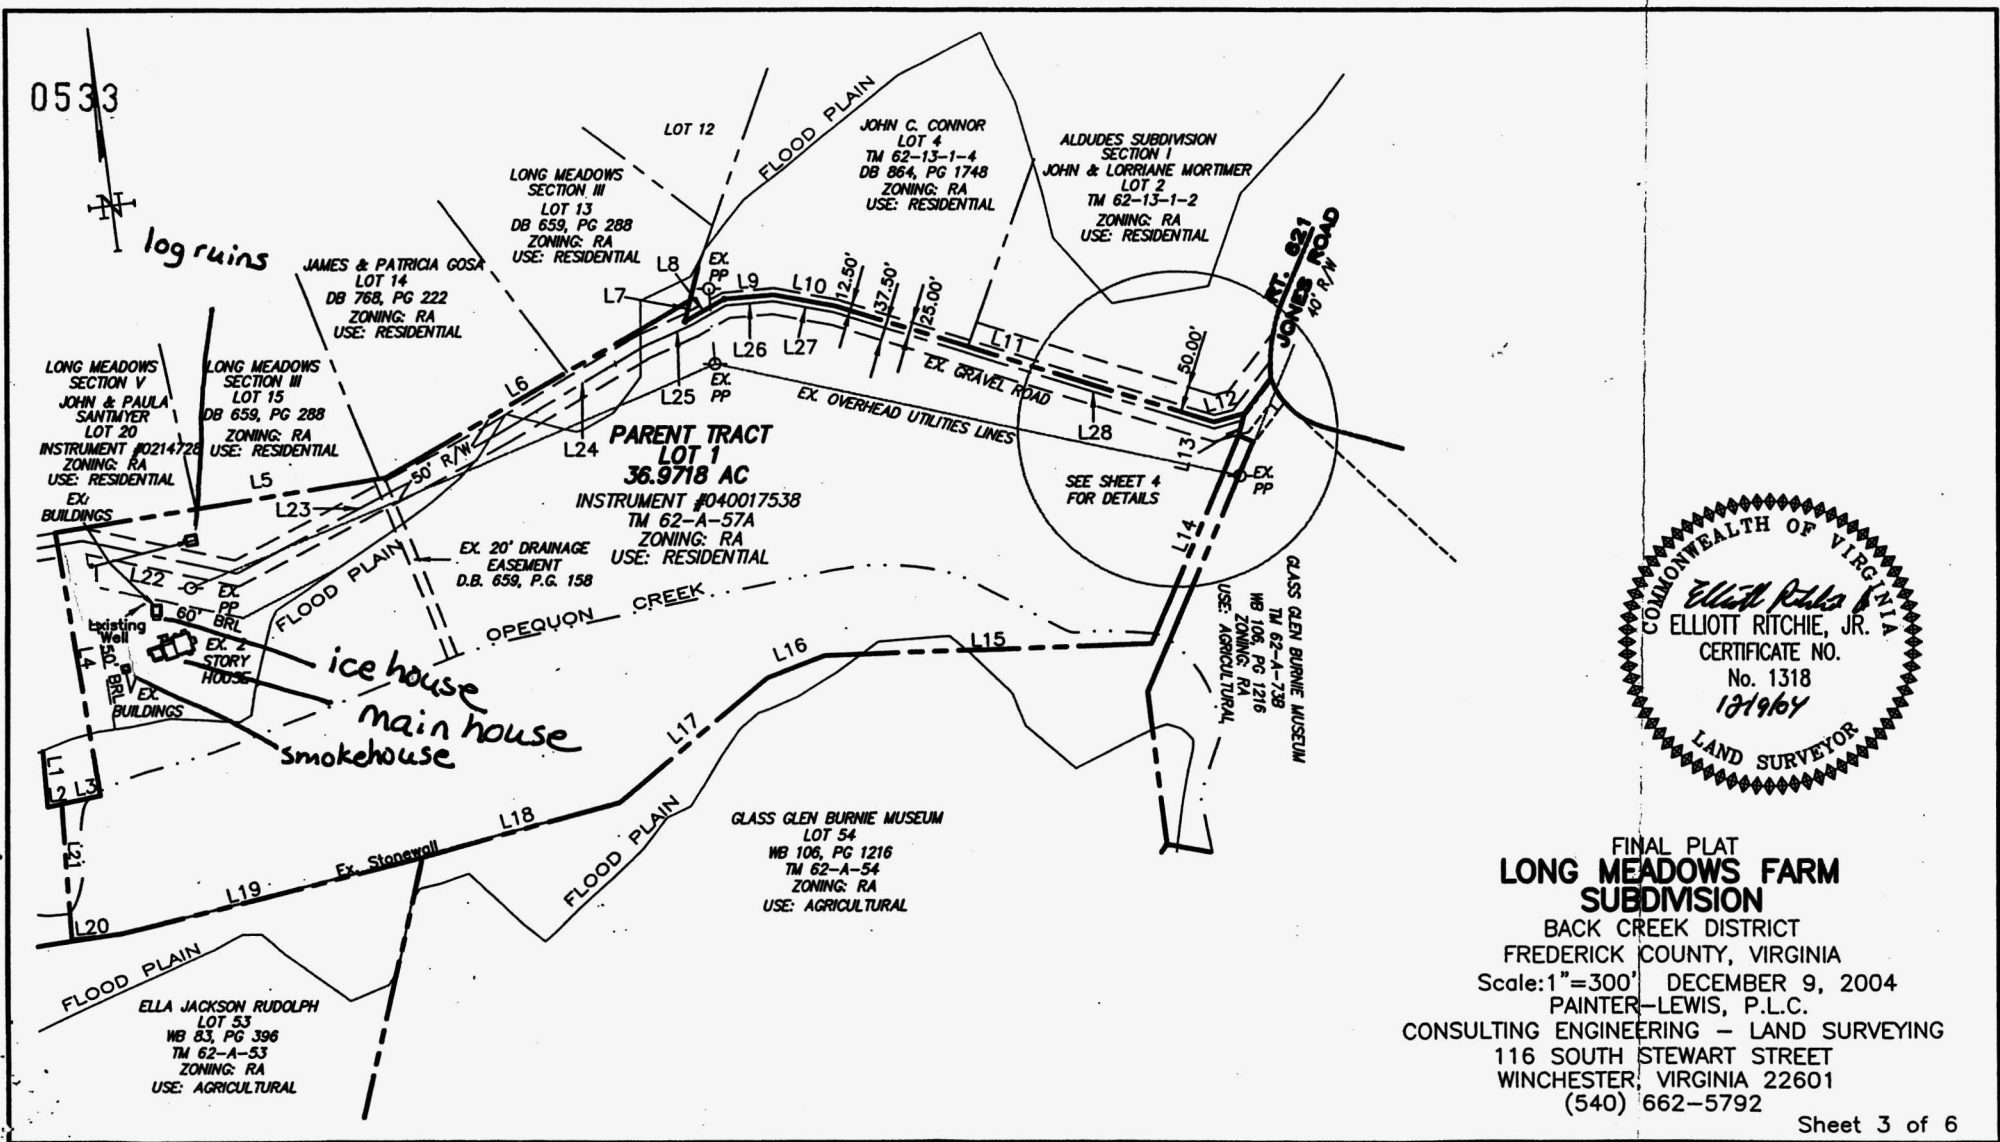 0533
N
log ruins
LOT 12
JOHN C. CONNOR
LOT 4
TM 62-13-1-4
DB 864, PG 1748
ZONING: RA
USE: RESIDENTIAL
ALDUDES SUBDIVISION
SECTION I
JOHN & LORRIANE MORTIMER
LOT 2
TM 62-13-1-2
ZONING: RA
USE: RESIDENTIAL
FLOOD PLAIN
LONG MEADOWS
SECTION III
LOT 13
DB 659, PG 288
ZONING: RA
USE: RESIDENTIAL
JAMES & PATRICIA GOSA
LOT 14
DB 768, PG 222
ZONING: RA
USE: RESIDENTIAL
LONG MEADOWS
SECTION V
JOHN & PAULA
SANTMYER
LOT 20
INSTRUMENT #0214728
ZONING: RA
USE: RESIDENTIAL
LONG MEADOWS
SECTION III
LOT 15
DB 659, PG 288
ZONING: RA
USE: RESIDENTIAL
RT. 621
JONES ROAD
40' R/W
L8
EX.
PP
L7
L9
L10
12.50'
37.50'
25.00'
L11
50.00'
L12
L26
L27
L25
EX.
PP
EX. GRAVEL ROAD
EX. OVERHEAD UTILITIES LINES
L28
L13
L6
L24
50' R/W
L5
L23
PARENT TRACT
LOT 1
36.9718 AC
INSTRUMENT #040017538
TM 62-A-57A
ZONING: RA
USE: RESIDENTIAL
SEE SHEET 4
FOR DETAILS
EX.
PP
L14
EX.
BUILDINGS
L22
EX.
PP
60'
BRL
Existing
Well
EX. 2
STORY
HOUSE
50'
BRL
L4
EX.
BUILDINGS
FLOOD PLAIN
EX. 20' DRAINAGE
EASEMENT
D.B. 659, P.G. 158
OPEQUON CREEK
ice house
main house
smokehouse
L16
L15
GLASS GLEN BURNIE MUSEUM
TM 62-A-73B
WB 106, PG 1216
ZONING: RA
USE: AGRICULTURAL
L17
L1
L2
L3
L18
L21
L19
Ex. Stonewall
L20
FLOOD PLAIN
GLASS GLEN BURNIE MUSEUM
LOT 54
WB 106, PG 1216
TM 62-A-54
ZONING: RA
USE: AGRICULTURAL
FLOOD PLAIN
ELLA JACKSON RUDOLPH
LOT 53
WB 83, PG 396
TM 62-A-53
ZONING: RA
USE: AGRICULTURAL
COMMONWEALTH OF VIRGINIA
Elliott Ritchie Jr
ELLIOTT RITCHIE, JR.
CERTIFICATE NO.
No. 1318
12/9/04
LAND SURVEYOR
FINAL PLAT
LONG MEADOWS FARM
SUBDIVISION
BACK CREEK DISTRICT
FREDERICK COUNTY, VIRGINIA
Scale:1"=300' DECEMBER 9, 2004
PAINTER-LEWIS, P.L.C.
CONSULTING ENGINEERING - LAND SURVEYING
116 SOUTH STEWART STREET
WINCHESTER, VIRGINIA 22601
(540) 662-5792
Sheet 3 of 6